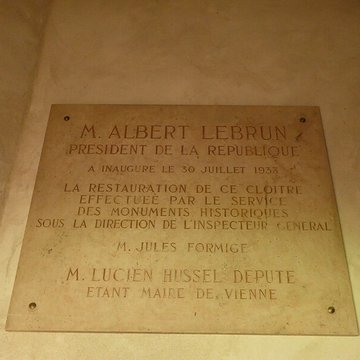 M. ALBERT LEBRUN
PRESIDENT DE LA REPUBLIQUE
A INAUGURE LE 30 JUILLET 1938
LA RESTAURATION DE CE CLOITRE
EFFECTUEE PAR LE SERVICE
DES MONUMENTS HISTORIQUES
SOUS LA DIRECTION DE L'INSPECTEUR GENERAL
M. JULES FORMIGE
M. LUCIEN HUSSEL DEPUTE
ETANT MAIRE DE VIENNE